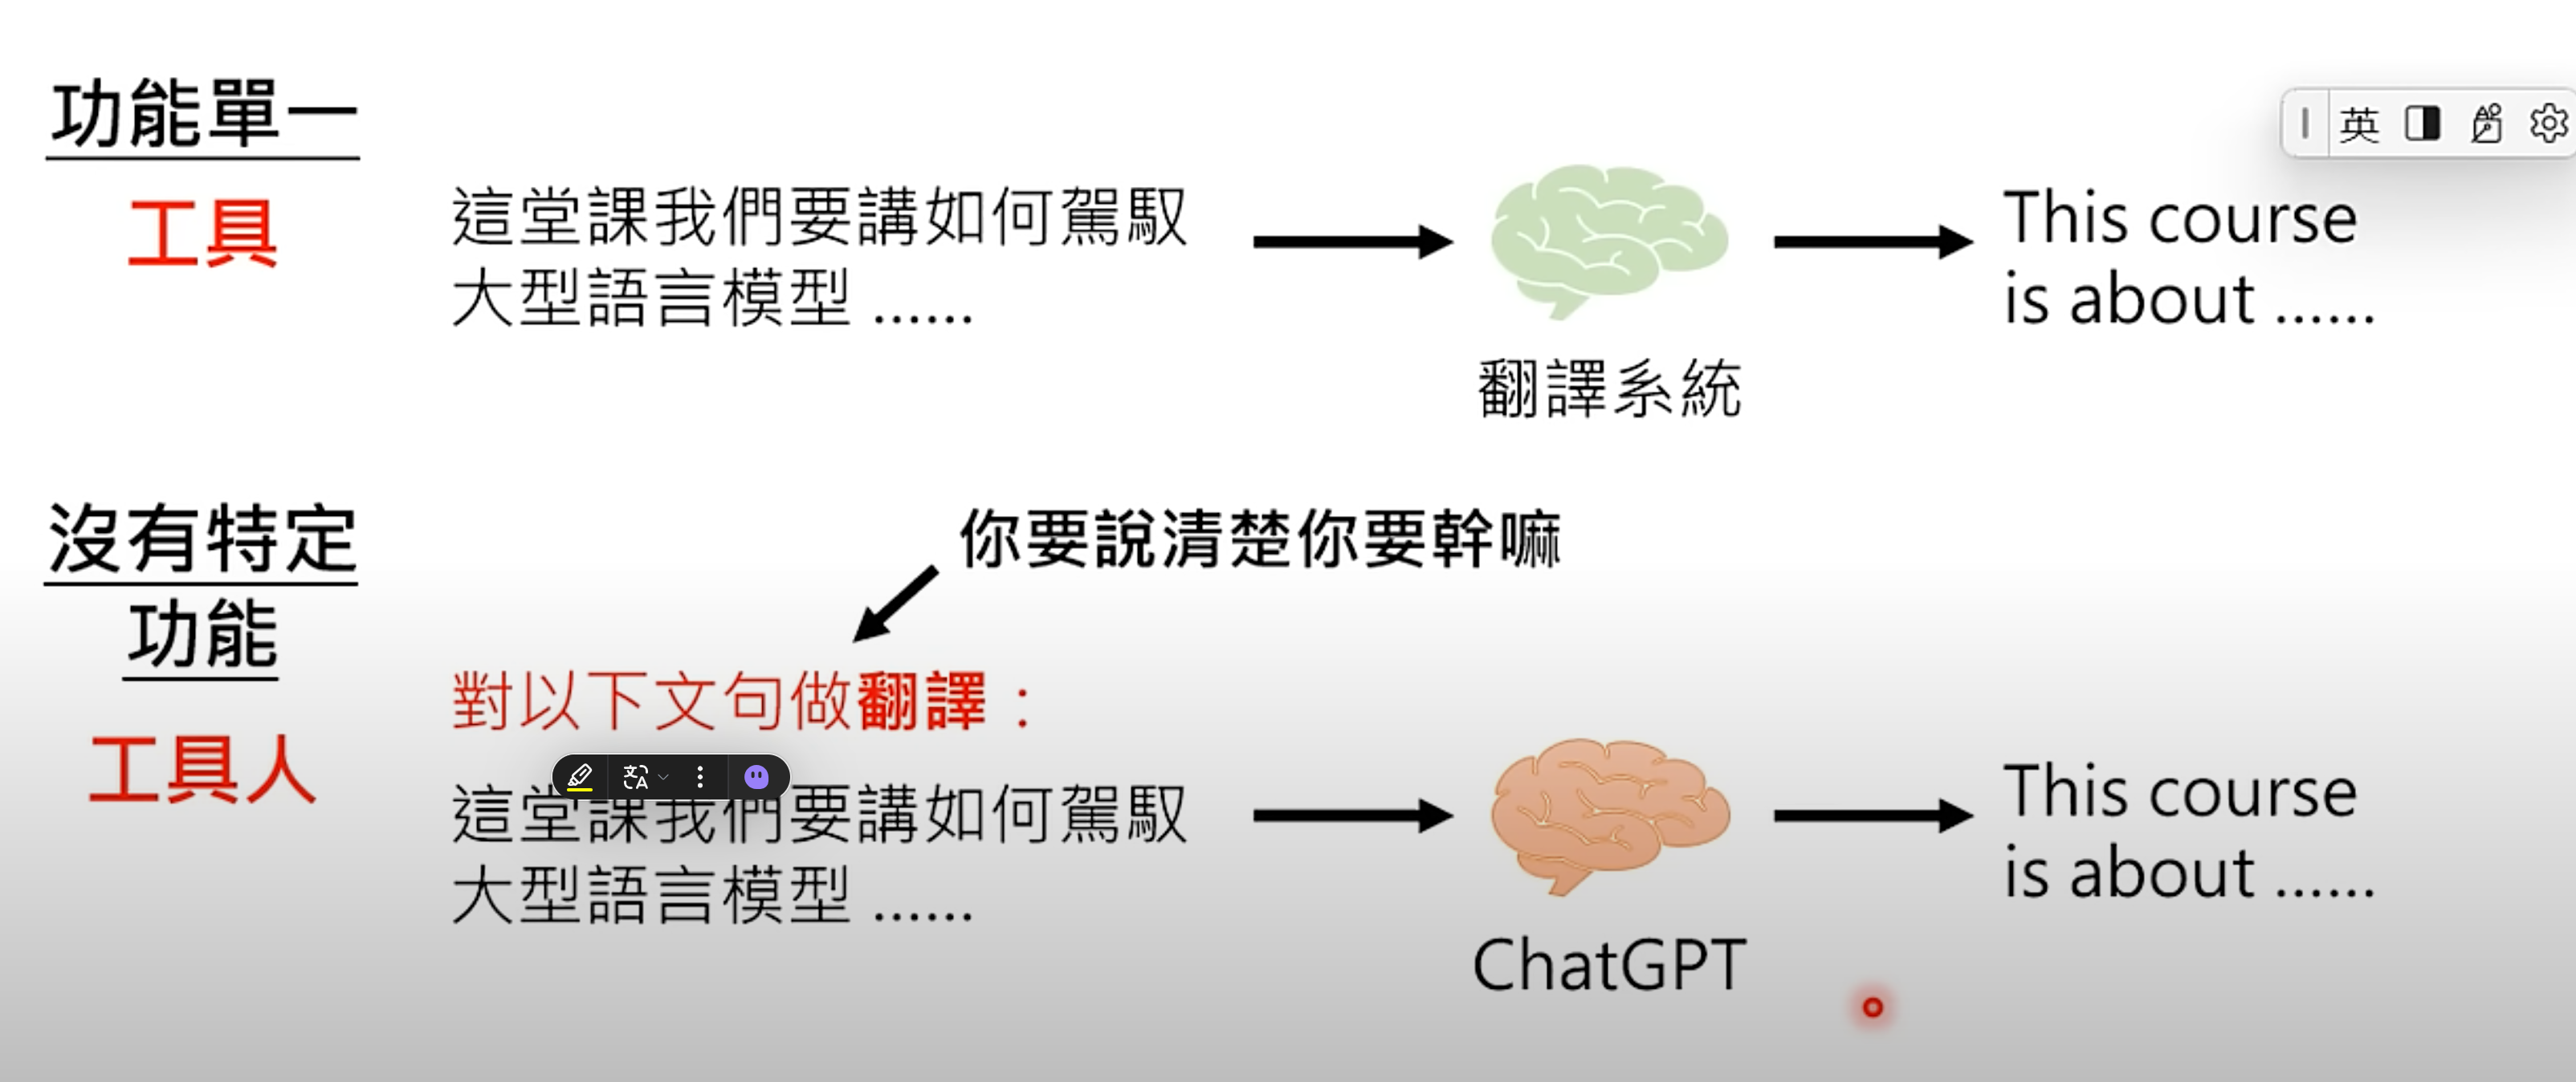 功能單一
工具
這堂課我們要講如何駕馭
大型語言模型 ......
翻譯系統
This course
is about ......
英
沒有特定
功能
工具人
你要說清楚你要幹嘛
對以下文句做翻譯：
這堂課我們要講如何駕馭
大型語言模型 ......
ChatGPT
This course
is about ......